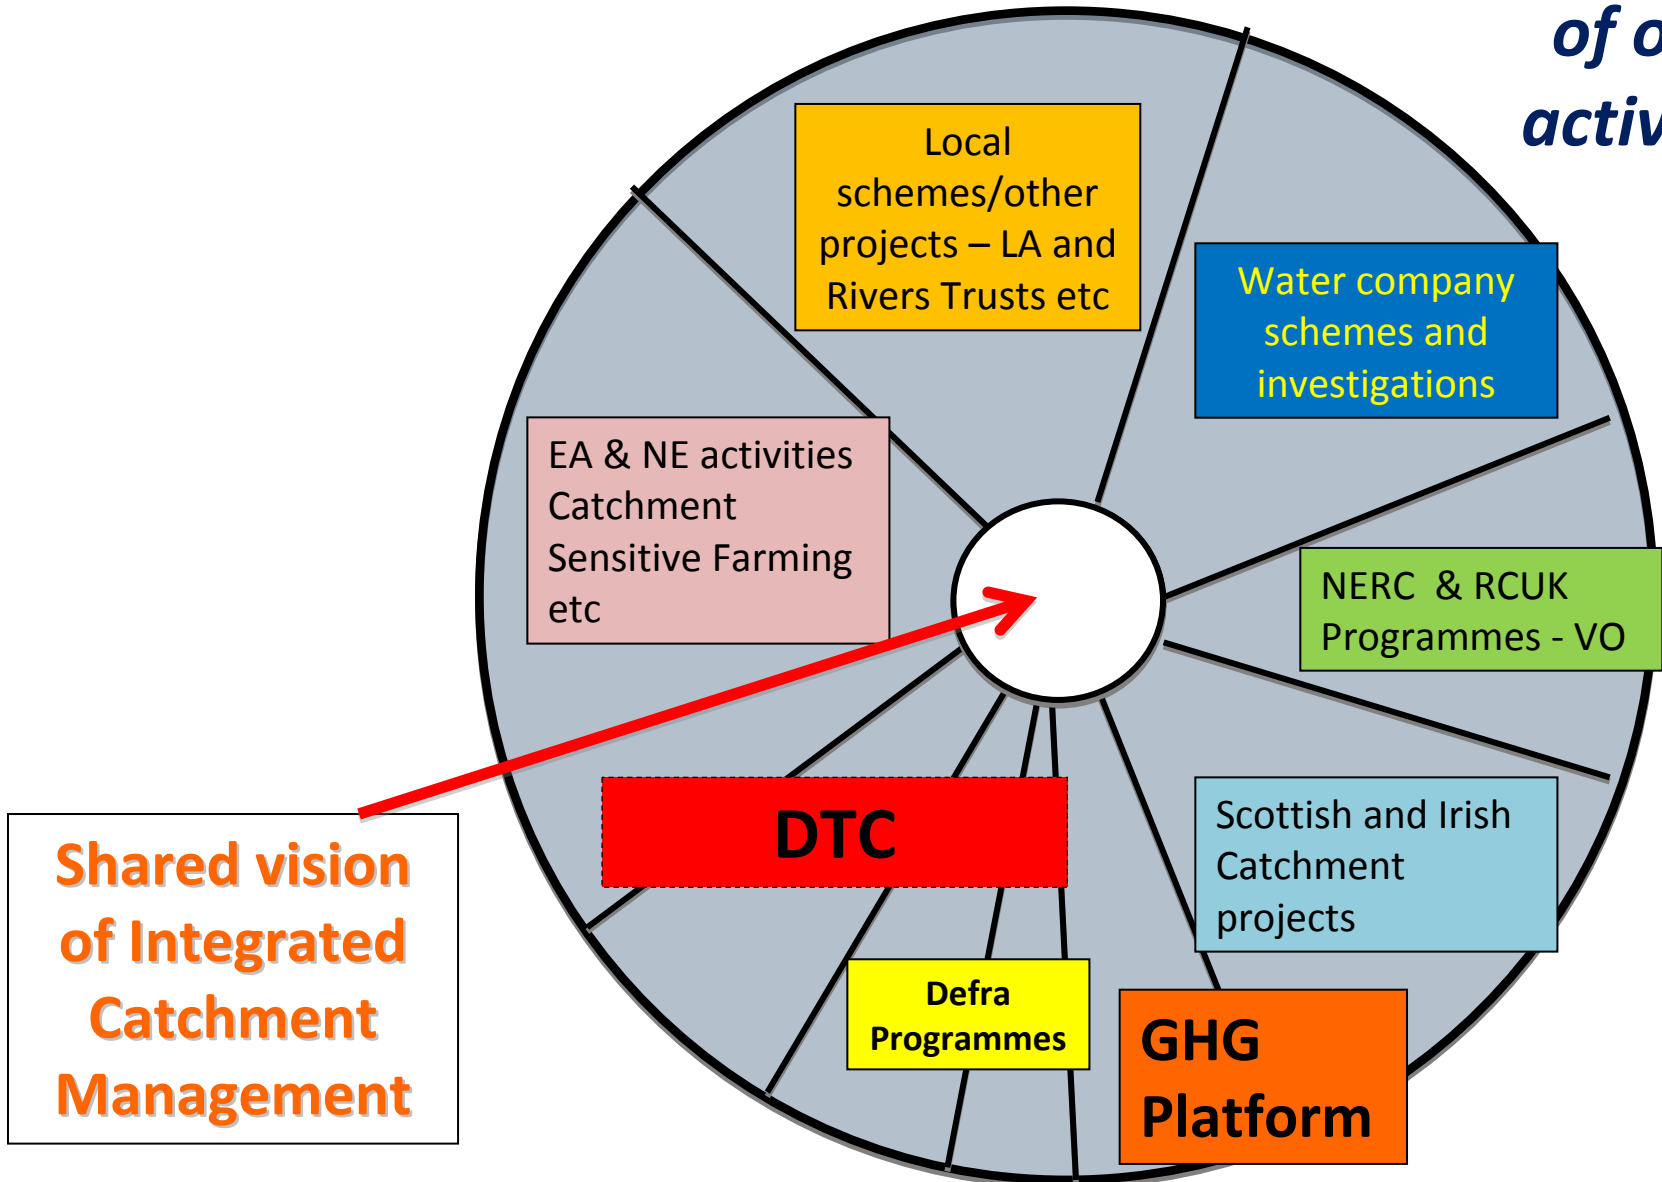 of
Local
schemes/other
projects – LA and
Rivers Trusts etc
Water company
schemes and
investigations
EA & NE activities
Catchment
Sensitive Farming
etc
NERC & RCUK
Programmes - VO
DTC
Scottish and Irish
Catchment
projects
Shared vision
of Integrated
Catchment
Management
Defra
Programmes
GHG
Platform